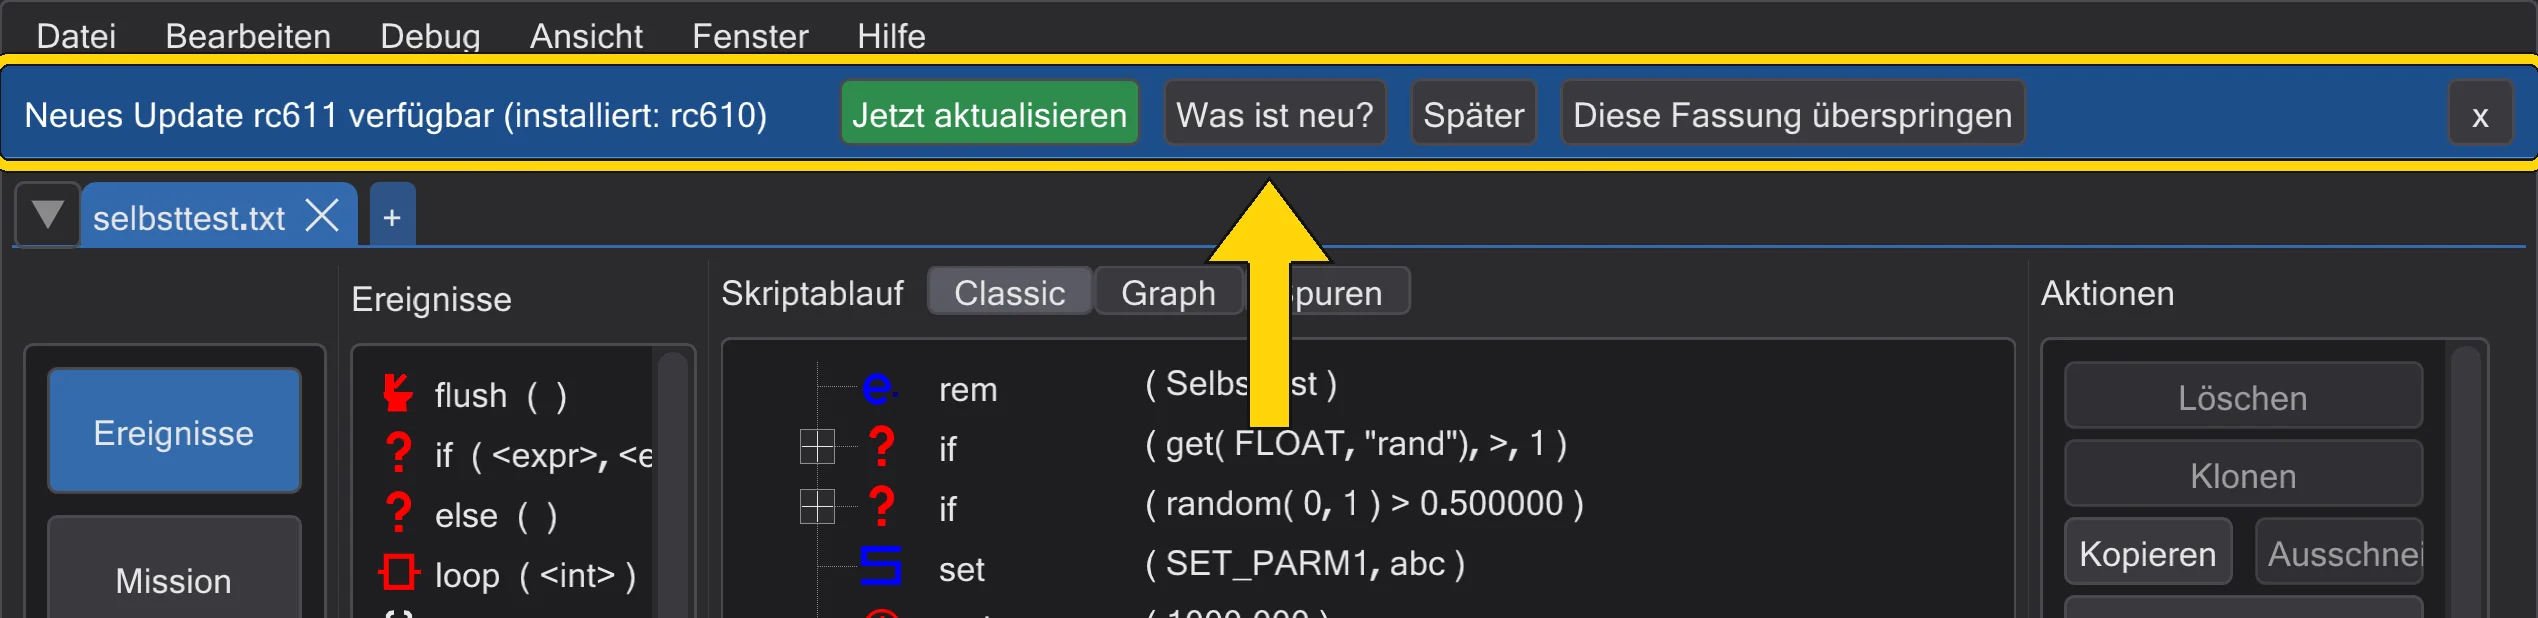 Datei Bearbeiten Debug Ansicht Fenster Hilfe
Neues Update rc611 verfügbar (installiert: rc610) Jetzt aktualisieren Was ist neu? Später Diese Fassung überspringen x
selbsttest.txt +
Ereignisse
Mission
Ereignisse
flush ( )
if ( <expr>, <e
else ( )
loop ( <int> )
Skriptablauf Classic Graph puren
rem
if ( get( FLOAT, "rand"), >, 1 )
if ( random( 0, 1 ) > 0.500000 )
set ( SET_PARM1, abc )
Aktionen
Löschen
Klonen
Kopieren Ausschnei